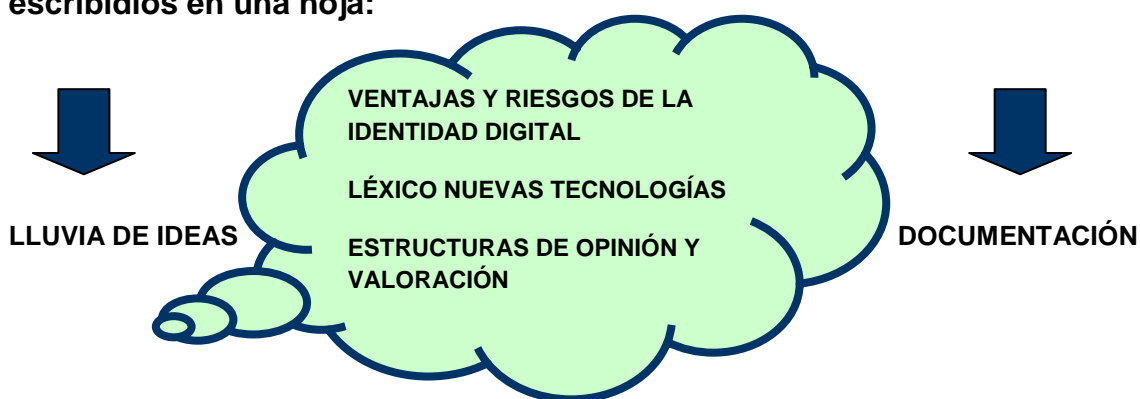 escribidlos en una hoja:
VENTAJAS Y RIESGOS DE LA
IDENTIDAD DIGITAL
LÉXICO NUEVAS TECNOLOGÍAS
LLUVIA DE IDEAS
ESTRUCTURAS DE OPINIÓN Y
VALORACIÓN
DOCUMENTACIÓN